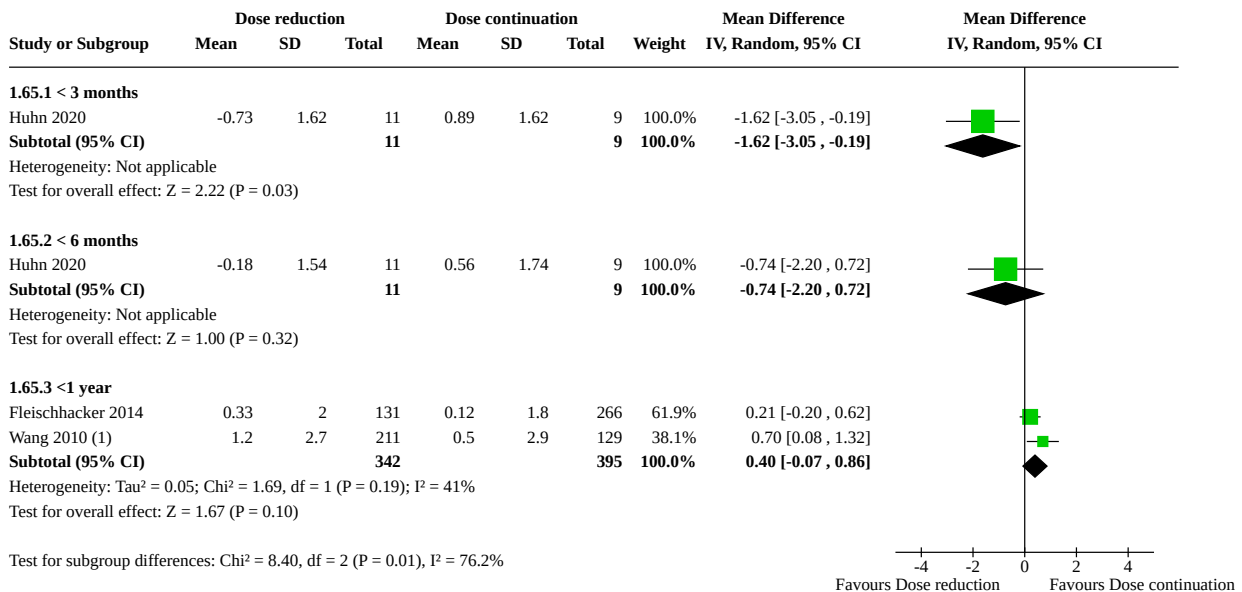 Dose reduction Dose continuation Mean Difference Mean Difference
Study or Subgroup Mean SD Total Mean SD Total Weight IV, Random, 95% CI IV, Random, 95% CI
1.65.1 < 3 months
Huhn 2020 -0.73 1.62 11 0.89 1.62 9 100.0% -1.62 [-3.05 , -0.19]
Subtotal (95% CI) 11 9 100.0% -1.62 [-3.05 , -0.19]
Heterogeneity: Not applicable
Test for overall effect: Z = 2.22 (P = 0.03)
1.65.2 < 6 months
Huhn 2020 -0.18 1.54 11 0.56 1.74 9 100.0% -0.74 [-2.20 , 0.72]
Subtotal (95% CI) 11 9 100.0% -0.74 [-2.20 , 0.72]
Heterogeneity: Not applicable
Test for overall effect: Z = 1.00 (P = 0.32)
1.65.3 <1 year
Fleischhacker 2014 0.33 2 131 0.12 1.8 266 61.9% 0.21 [-0.20 , 0.62]
Wang 2010 (1) 1.2 2.7 211 0.5 2.9 129 38.1% 0.70 [0.08 , 1.32]
Subtotal (95% CI) 342 395 100.0% 0.40 [-0.07 , 0.86]
Heterogeneity: Tau² = 0.05; Chi² = 1.69, df = 1 (P = 0.19); I² = 41%
Test for overall effect: Z = 1.67 (P = 0.10)
Test for subgroup differences: Chi² = 8.40, df = 2 (P = 0.01), I² = 76.2%
-4 -2 0 2 4
Favours Dose reduction Favours Dose continuation